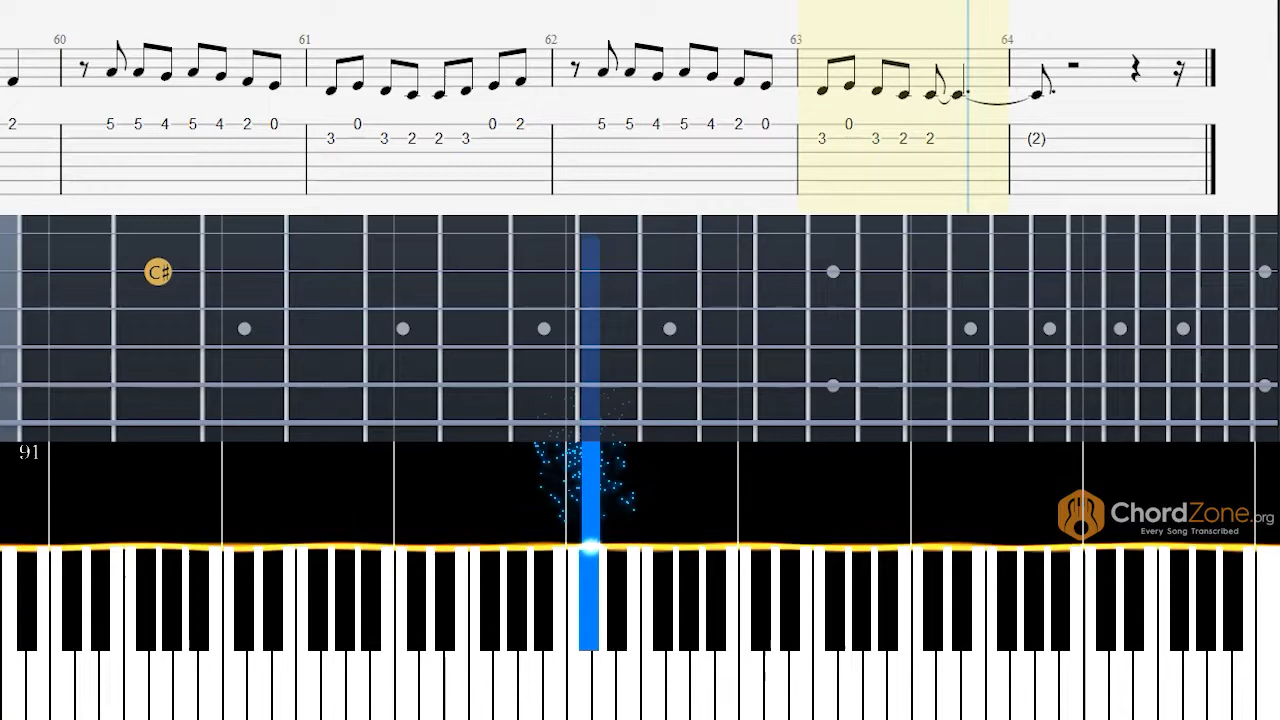 60 61 62 63 64
2 5 5 4 5 4 2 0 0 0 2 5 5 4 5 4 2 0 0
3 3 2 2 3 3 3 2 2 (2)
C#
91
ChordZone.org
Every Song Transcribed